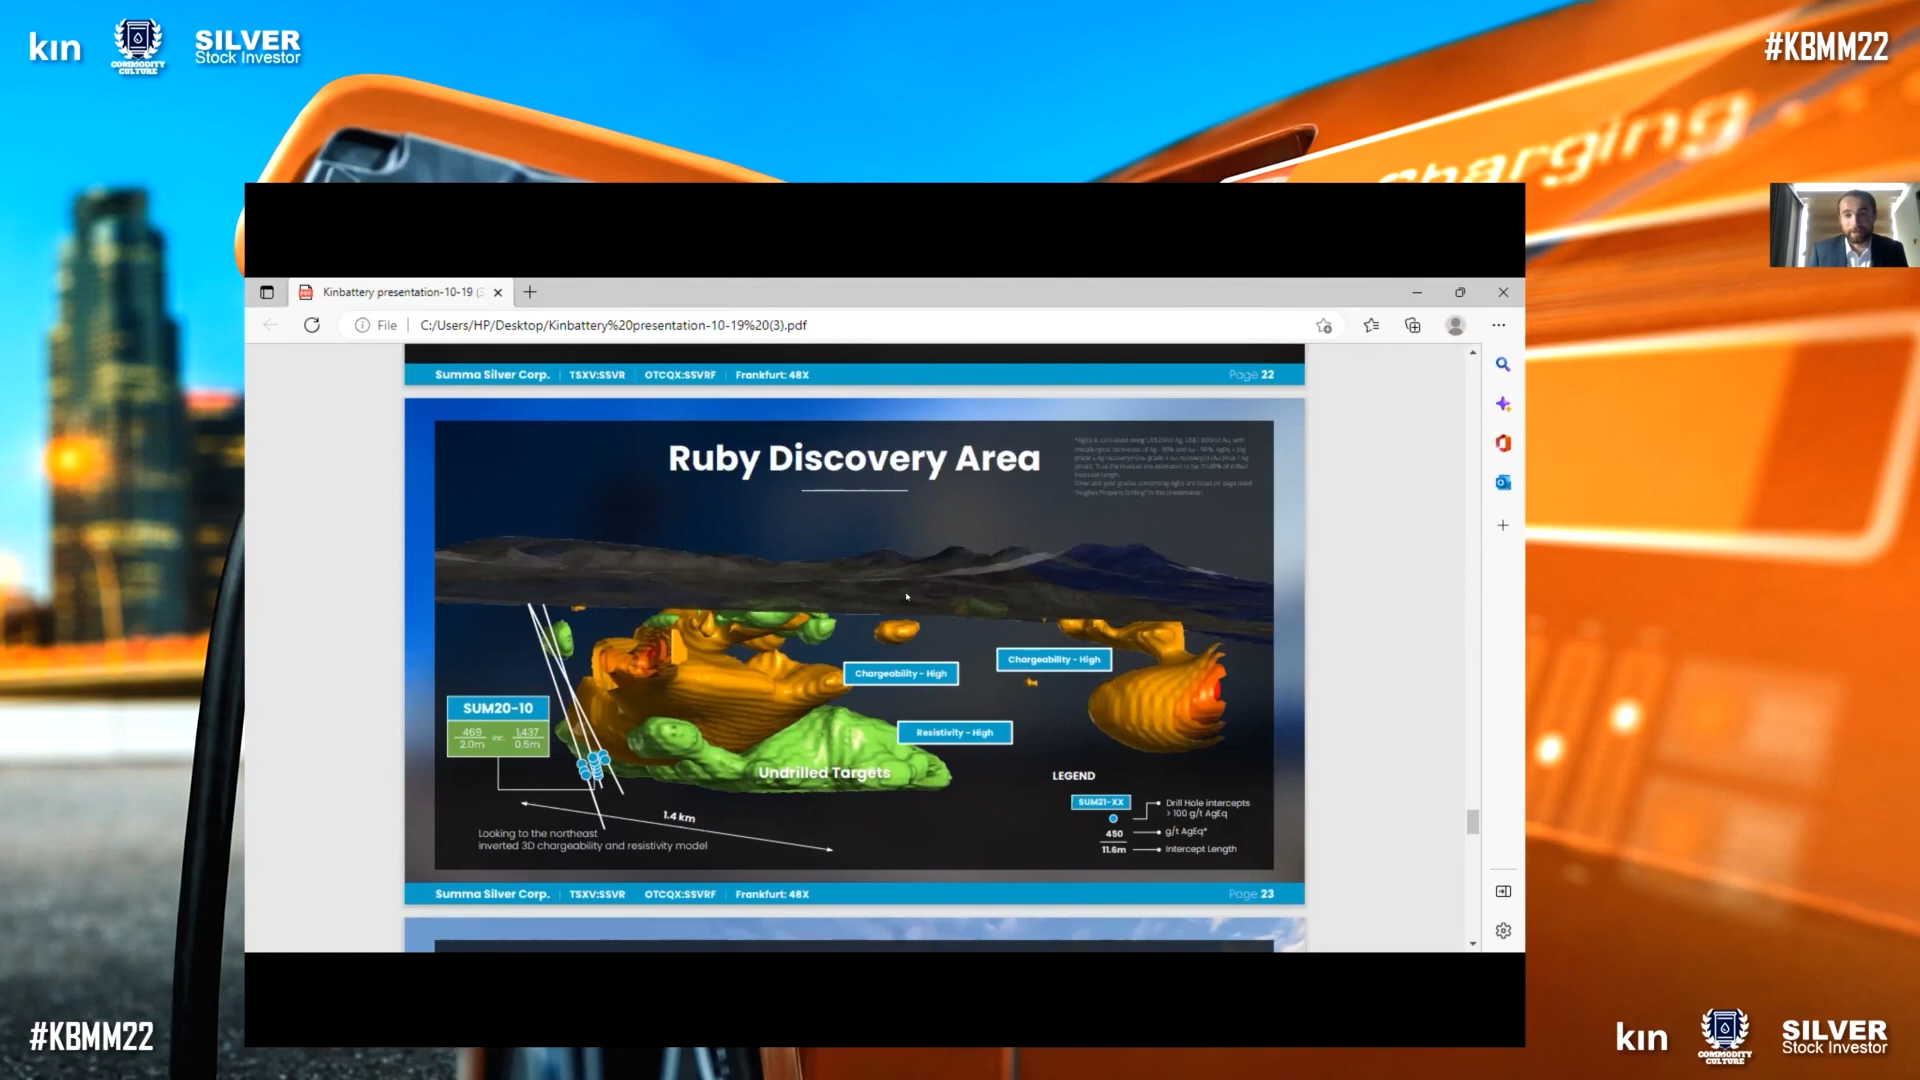 kin
COMMODITY
CULTURE
SILVER
Stock Investor
#KBMM22
Charging
Kinbattery presentation-10-19 (
File
C:/Users/HP/Desktop/Kinbattery%20presentation-10-19%20(3).pdf
Summa Silver Corp. | TSXV:SSVR | OTCQX:SSVRF | Frankfurt: 48X
Page 22
Ruby Discovery Area
Chargeability - High
Chargeability - High
SUM20-10
469
2.0m
inc.
1,437
0.5m
Resistivity - High
Undrilled Targets
1.4 km
Looking to the northeast
inverted 3D chargeability and resistivity model
LEGEND
SUM21-XX
Drill Hole intercepts
> 100 g/t AgEq
450
g/t AgEq*
11.6m
Intercept Length
Summa Silver Corp. | TSXV:SSVR OTCQX:SSVRF | Frankfurt: 48X
Page 23
#KBMM22
kin
COMMODITY
CULTURE
SILVER
Stock Investor